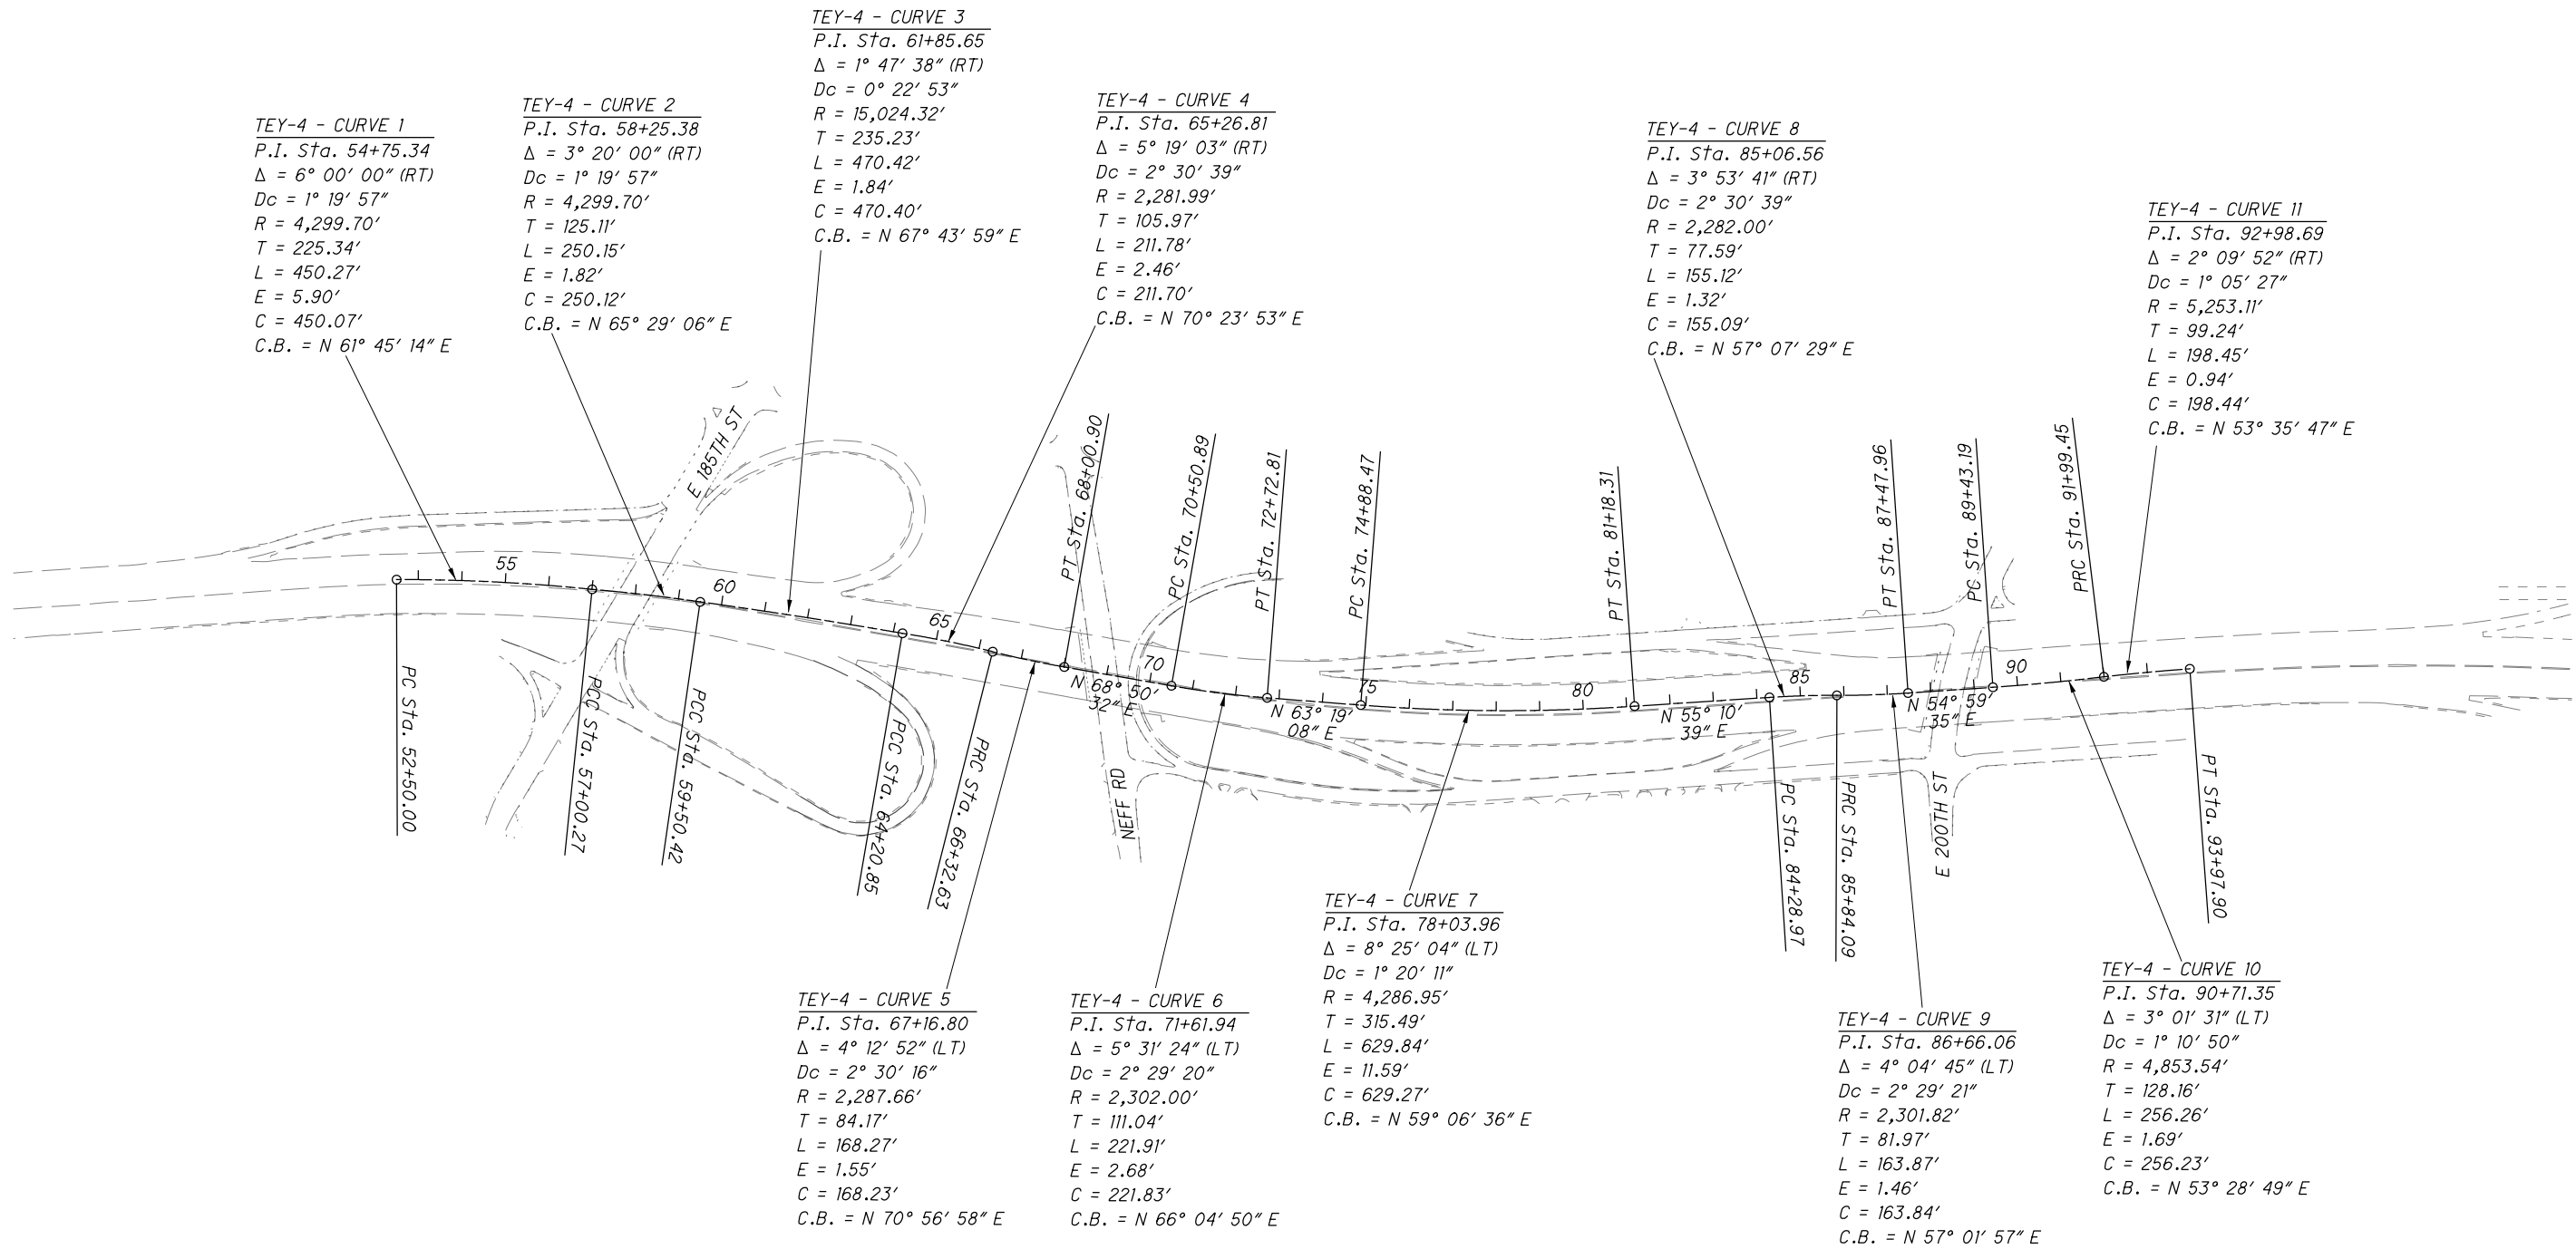 TEY-4 - CURVE 1
P.I. Sta. 54+75.34
Δ = 6° 00' 00" (RT)
Dc = 1° 19' 57"
R = 4,299.70'
T = 225.34'
L = 450.27'
E = 5.90'
C = 450.07'
C.B. = N 61° 45' 14" E
TEY-4 - CURVE 2
P.I. Sta. 58+25.38
Δ = 3° 20' 00" (RT)
Dc = 1° 19' 57"
R = 4,299.70'
T = 125.11'
L = 250.15'
E = 1.82'
C = 250.12'
C.B. = N 65° 29' 06" E
TEY-4 - CURVE 3
P.I. Sta. 61+85.65
Δ = 1° 47' 38" (RT)
Dc = 0° 22' 53"
R = 15,024.32'
T = 235.23'
L = 470.42'
E = 1.84'
C = 470.40'
C.B. = N 67° 43' 59" E
TEY-4 - CURVE 4
P.I. Sta. 65+26.81
Δ = 5° 19' 03" (RT)
Dc = 2° 30' 39"
R = 2,281.99'
T = 105.97'
L = 211.78'
E = 2.46'
C = 211.70'
C.B. = N 70° 23' 53" E
TEY-4 - CURVE 8
P.I. Sta. 85+06.56
Δ = 3° 53' 41" (RT)
Dc = 2° 30' 39"
R = 2,282.00'
T = 77.59'
L = 155.12'
E = 1.32'
C = 155.09'
C.B. = N 57° 07' 29" E
TEY-4 - CURVE 11
P.I. Sta. 92+98.69
Δ = 2° 09' 52" (RT)
Dc = 1° 05' 27"
R = 5,253.11'
T = 99.24'
L = 198.45'
E = 0.94'
C = 198.44'
C.B. = N 53° 35' 47" E
E 185TH ST
PT Sta. 68+00.90
PC Sta. 70+50.89
PT Sta. 72+72.81
PC Sta. 74+88.47
PT Sta. 81+18.31
PT Sta. 87+47.96
PC Sta. 89+43.19
PRC Sta. 91+99.45
55
60
65
70
75
80
85
90
N 68° 50'
32" E
N 63° 19'
08" E
N 55° 10'
39" E
N 54° 59'
35" E
PC Sta. 52+50.00
PCC Sta. 57+00.27
PCC Sta. 59+50.42
PCC Sta. 64+20.85
PRC Sta. 66+32.63
NEFF RD
PC Sta. 84+28.97
PRC Sta. 85+84.09
E 200TH ST
PT Sta. 93+97.90
TEY-4 - CURVE 5
P.I. Sta. 67+16.80
Δ = 4° 12' 52" (LT)
Dc = 2° 30' 16"
R = 2,287.66'
T = 84.17'
L = 168.27'
E = 1.55'
C = 168.23'
C.B. = N 70° 56' 58" E
TEY-4 - CURVE 6
P.I. Sta. 71+61.94
Δ = 5° 31' 24" (LT)
Dc = 2° 29' 20"
R = 2,302.00'
T = 111.04'
L = 221.91'
E = 2.68'
C = 221.83'
C.B. = N 66° 04' 50" E
TEY-4 - CURVE 7
P.I. Sta. 78+03.96
Δ = 8° 25' 04" (LT)
Dc = 1° 20' 11"
R = 4,286.95'
T = 315.49'
L = 629.84'
E = 11.59'
C = 629.27'
C.B. = N 59° 06' 36" E
TEY-4 - CURVE 9
P.I. Sta. 86+66.06
Δ = 4° 04' 45" (LT)
Dc = 2° 29' 21"
R = 2,301.82'
T = 81.97'
L = 163.87'
E = 1.46'
C = 163.84'
C.B. = N 57° 01' 57" E
TEY-4 - CURVE 10
P.I. Sta. 90+71.35
Δ = 3° 01' 31" (LT)
Dc = 1° 10' 50"
R = 4,853.54'
T = 128.16'
L = 256.26'
E = 1.69'
C = 256.23'
C.B. = N 53° 28' 49" E